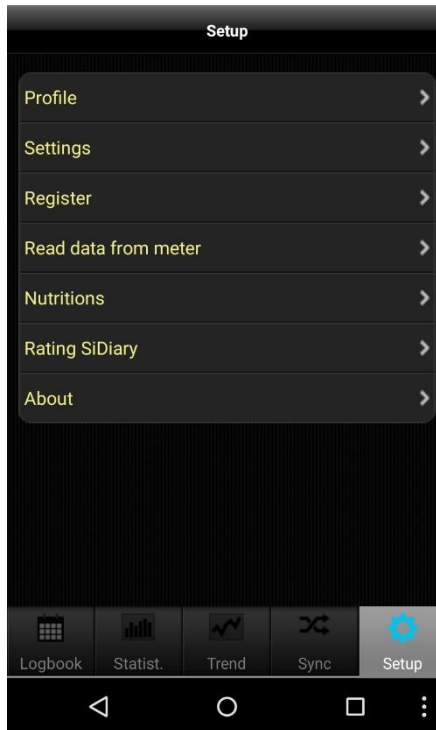 Setup
Profile
Settings
Register
Read data from meter
Nutritions
Rating SiDiary
About
Logbook Statist. Trend Sync Setup